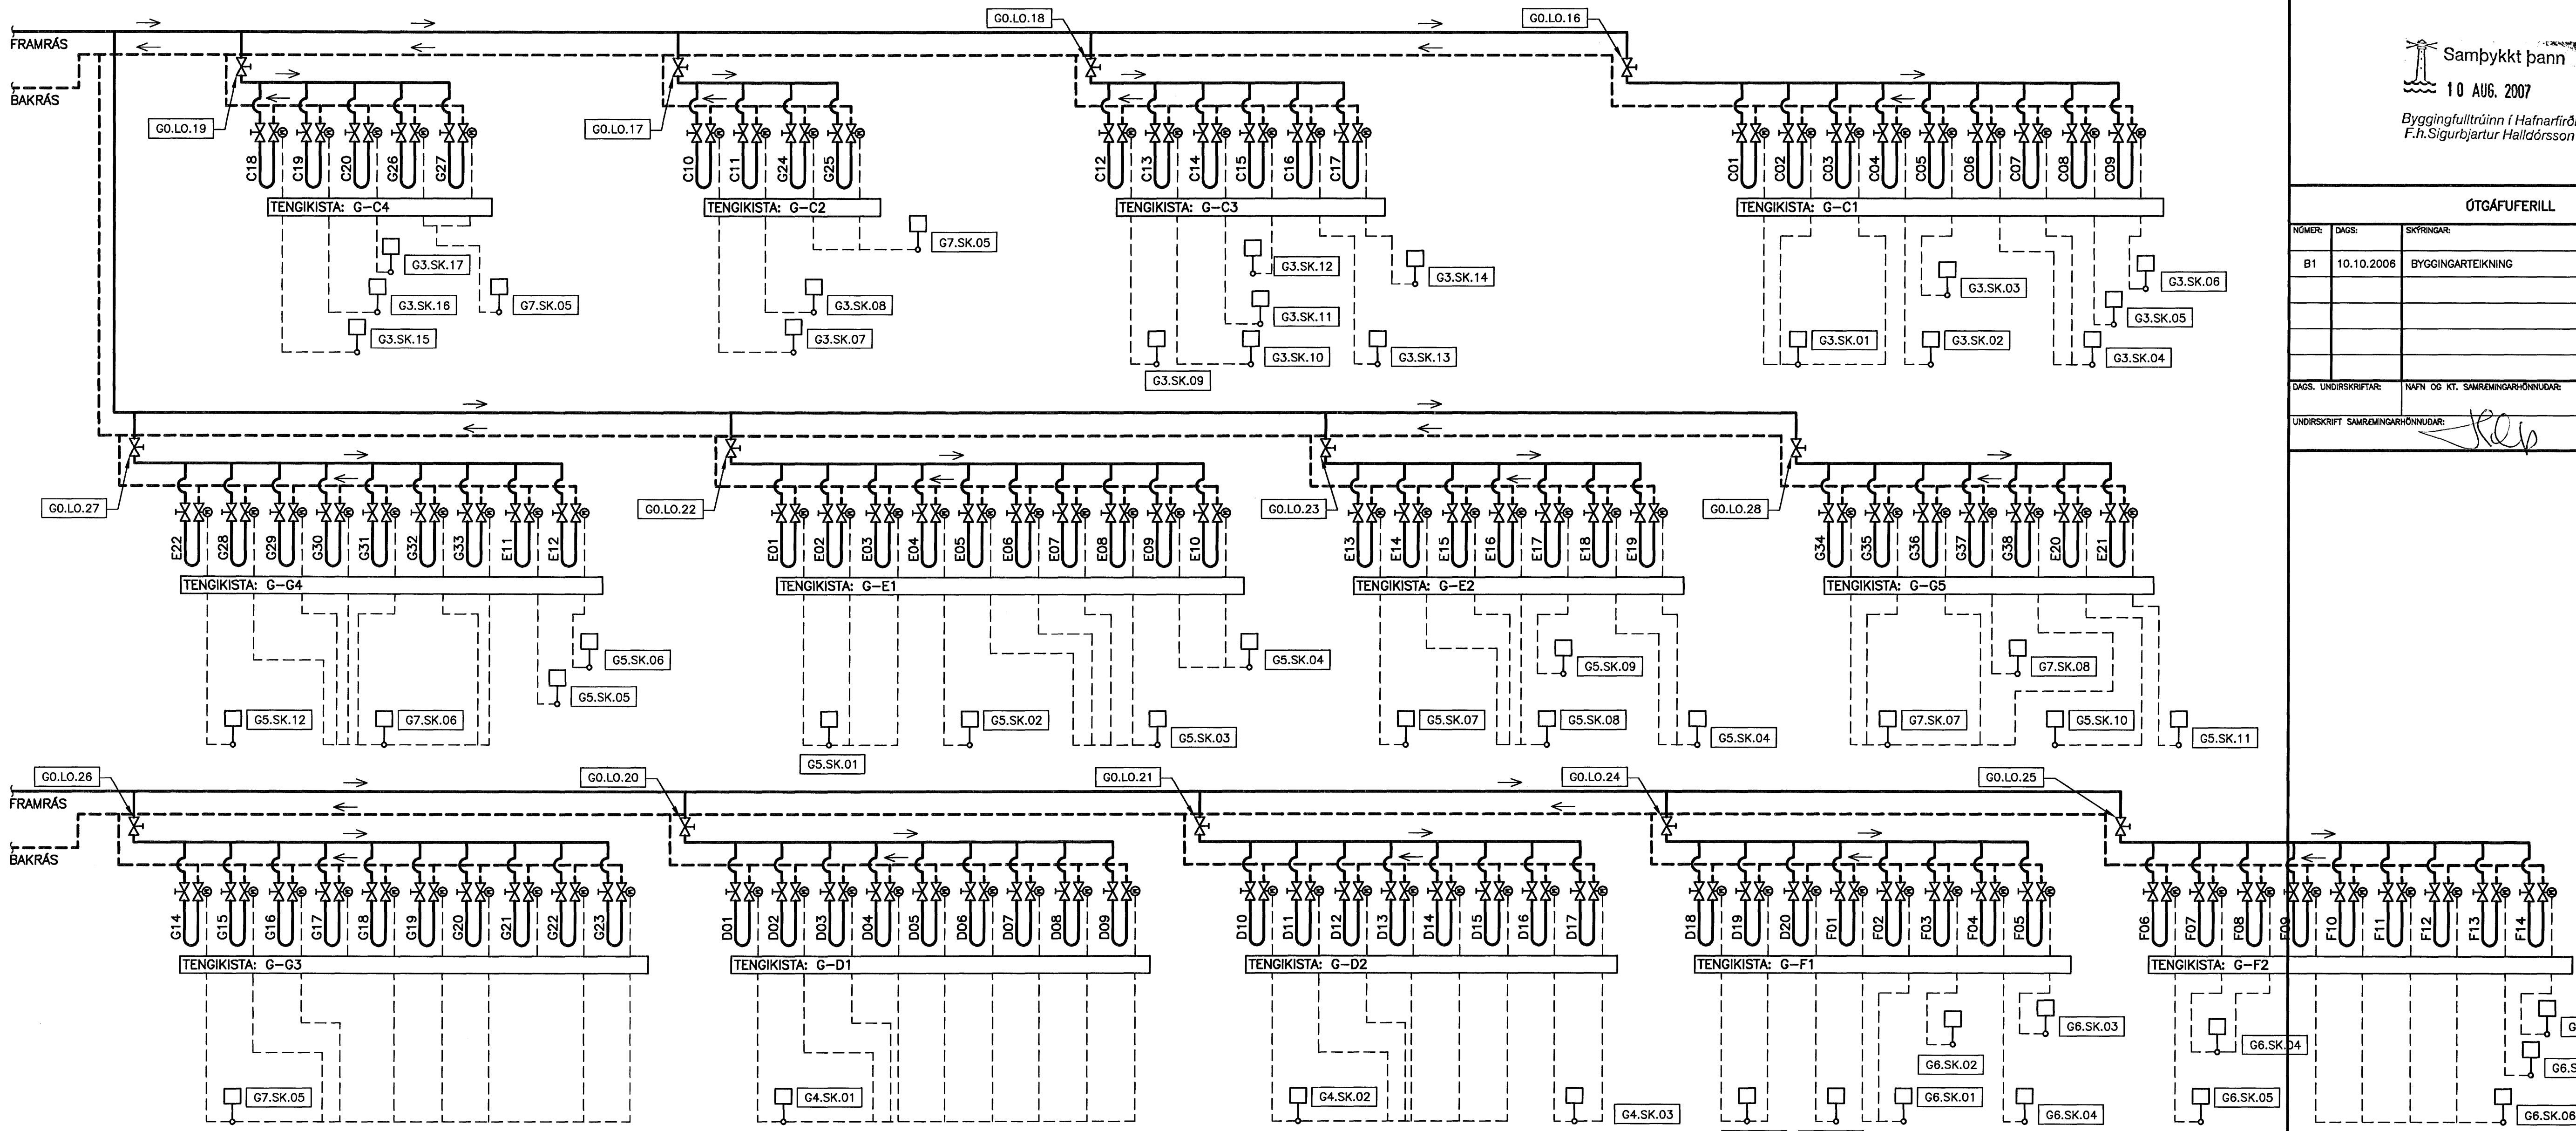 FRAMRÁS
BAKRÁS
G0.LO.18
G0.LO.16
G0.LO.19
G0.LO.17
C18 C19 C20 G26 G27
C10 C11 G24 G25
C12 C13 C14 C15 C16 C17
C01 C02 C03 C04 C05 C06 C07 C08 C09
TENGIKISTA: G-C4
TENGIKISTA: G-C2
TENGIKISTA: G-C3
TENGIKISTA: G-C1
G3.SK.17
G3.SK.16
G7.SK.05
G3.SK.15
G7.SK.05
G3.SK.08
G3.SK.07
G3.SK.12
G3.SK.14
G3.SK.11
G3.SK.10
G3.SK.13
G3.SK.09
G3.SK.03
G3.SK.06
G3.SK.05
G3.SK.01
G3.SK.02
G3.SK.04
Samþykkt þann
10 AUG. 2007
Byggingfulltrúinn í
F.h.Sigurbjartur Halldórsson
ÚTGÁFUFERILL
NÚMER: DAGS: SKÝRINGAR:
B1 10.10.2006 BYGGINGARTEIKNING
DAGS. UNDIRSKRIFTAR: NAFN OG KT. SAMRÆMINGARHÖNNUÐAR:
UNDIRSKRIFT SAMRÆMINGARHÖNNUÐAR:
G0.LO.27
G0.LO.22
G0.LO.23
G0.LO.28
E22 G28 G29 G30 G31 G32 G33 E11 E12
E01 E02 E03 E04 E05 E06 E07 E08 E09 E10
E13 E14 E15 E16 E17 E18 E19
G34 G35 G36 G37 G38 E20 E21
TENGIKISTA: G-G4
TENGIKISTA: G-E1
TENGIKISTA: G-E2
TENGIKISTA: G-G5
G5.SK.06
G5.SK.05
G5.SK.12
G7.SK.06
G5.SK.04
G5.SK.02
G5.SK.03
G5.SK.01
G5.SK.09
G5.SK.07
G5.SK.08
G5.SK.04
G7.SK.08
G7.SK.07
G5.SK.10
G5.SK.11
FRAMRÁS
BAKRÁS
G0.LO.26
G0.LO.20
G0.LO.21
G0.LO.24
G0.LO.25
G14 G15 G16 G17 G18 G19 G20 G21 G22 G23
D01 D02 D03 D04 D05 D06 D07 D08 D09
D10 D11 D12 D13 D14 D15 D16 D17
D18 D19 D20 F01 F02 F03 F04 F05
F06 F07 F08 F09 F10 F11 F12 F13 F14
TENGIKISTA: G-G3
TENGIKISTA: G-D1
TENGIKISTA: G-D2
TENGIKISTA: G-F1
TENGIKISTA: G-F2
G7.SK.05
G4.SK.01
G4.SK.02
G4.SK.03
G6.SK.03
G6.SK.02
G6.SK.01
G6.SK.04
G6.SK.04
G6.SK.05
G6.SK.06